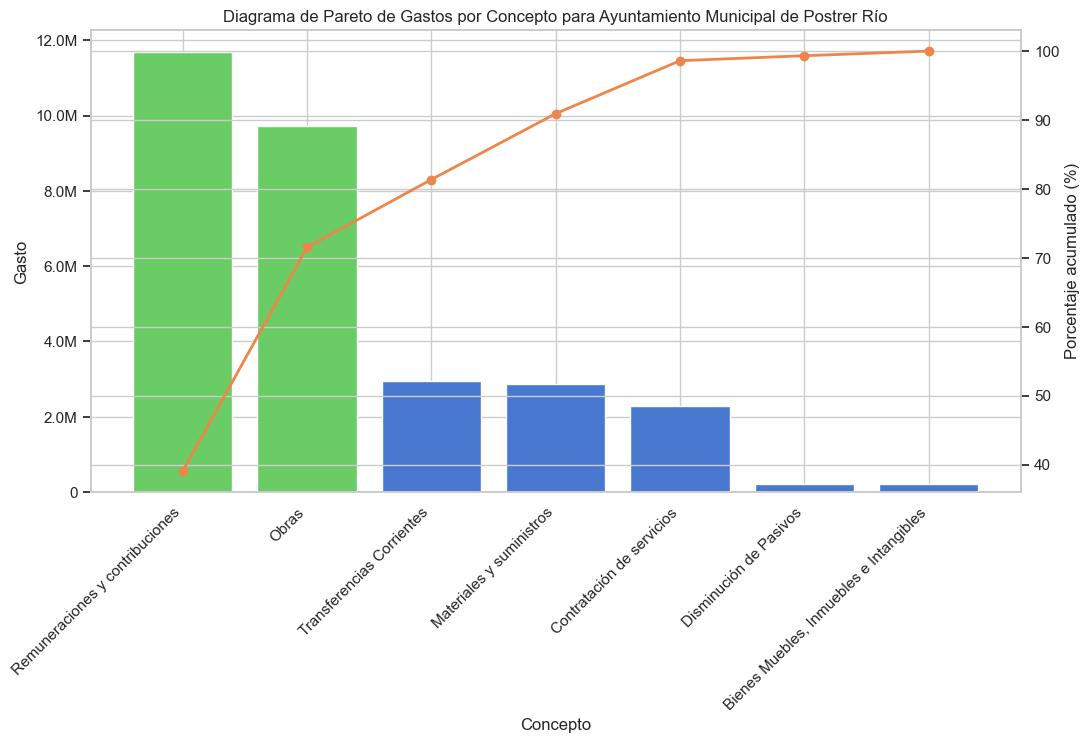 Diagrama de Pareto de Gastos por Concepto para Ayuntamiento Municipal de Postrer Río
12.0M
10.0M
8.0M
6.0M
4.0M
2.0M
0
Gasto
100
90
80
70
60
50
40
Porcentaje acumulado (%)
Remuneraciones y contribuciones
Obras
Transferencias Corrientes
Materiales y suministros
Contratación de servicios
Disminución de Pasivos
Bienes Muebles, Inmuebles e Intangibles
Concepto